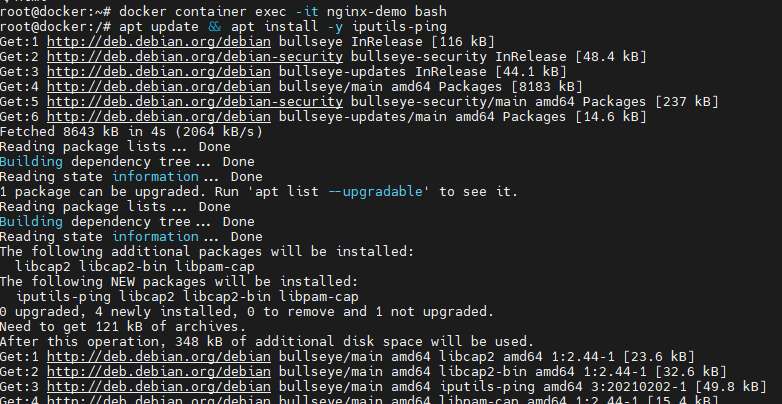 root@docker:~# docker container exec -it nginx-demo bash
root@docker:/# apt update && apt install -y iputils-ping
Get:1 http://deb.debian.org/debian bullseye InRelease [116 kB]
Get:2 http://deb.debian.org/debian-security bullseye-security InRelease [48.4 kB]
Get:3 http://deb.debian.org/debian bullseye-updates InRelease [44.1 kB]
Get:4 http://deb.debian.org/debian bullseye/main amd64 Packages [8183 kB]
Get:5 http://deb.debian.org/debian-security bullseye-security/main amd64 Packages [237 kB]
Get:6 http://deb.debian.org/debian bullseye-updates/main amd64 Packages [14.6 kB]
Fetched 8643 kB in 4s (2064 kB/s)
Reading package lists... Done
Building dependency tree... Done
Reading state information... Done
1 package can be upgraded. Run 'apt list --upgradable' to see it.
Reading package lists... Done
Building dependency tree... Done
Reading state information... Done
The following additional packages will be installed:
libcap2 libcap2-bin libpam-cap
The following NEW packages will be installed:
iputils-ping libcap2 libcap2-bin libpam-cap
0 upgraded, 4 newly installed, 0 to remove and 1 not upgraded.
Need to get 121 kB of archives.
After this operation, 348 kB of additional disk space will be used.
Get:1 http://deb.debian.org/debian bullseye/main amd64 libcap2 amd64 1:2.44-1 [23.6 kB]
Get:2 http://deb.debian.org/debian bullseye/main amd64 libcap2-bin amd64 1:2.44-1 [32.6 kB]
Get:3 http://deb.debian.org/debian bullseye/main amd64 iputils-ping amd64 3:20210202-1 [49.8 kB]
Get:4 http://deb.debian.org/debian bullseye/main amd64 libpam-cap amd64 1:2.44-1 [15.4 kB]